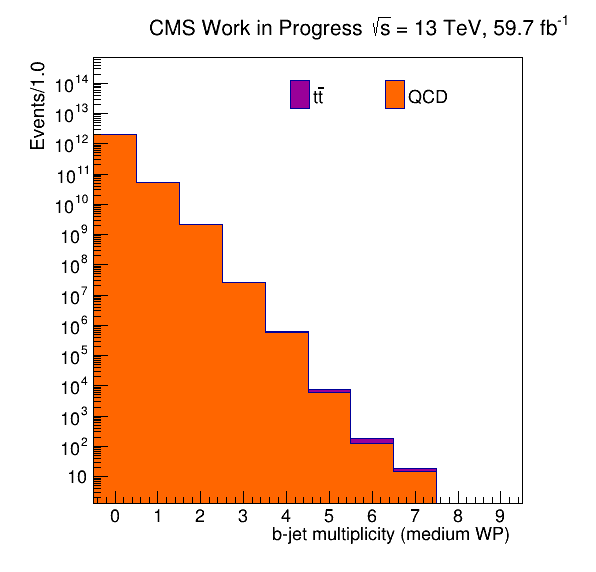 CMS Work in Progress √s = 13 TeV, 59.7 fb⁻¹
Events/1.0
tt̄
QCD
10¹⁴
10¹³
10¹²
10¹¹
10¹⁰
10⁹
10⁸
10⁷
10⁶
10⁵
10⁴
10³
10²
10
0 1 2 3 4 5 6 7 8 9
b-jet multiplicity (medium WP)